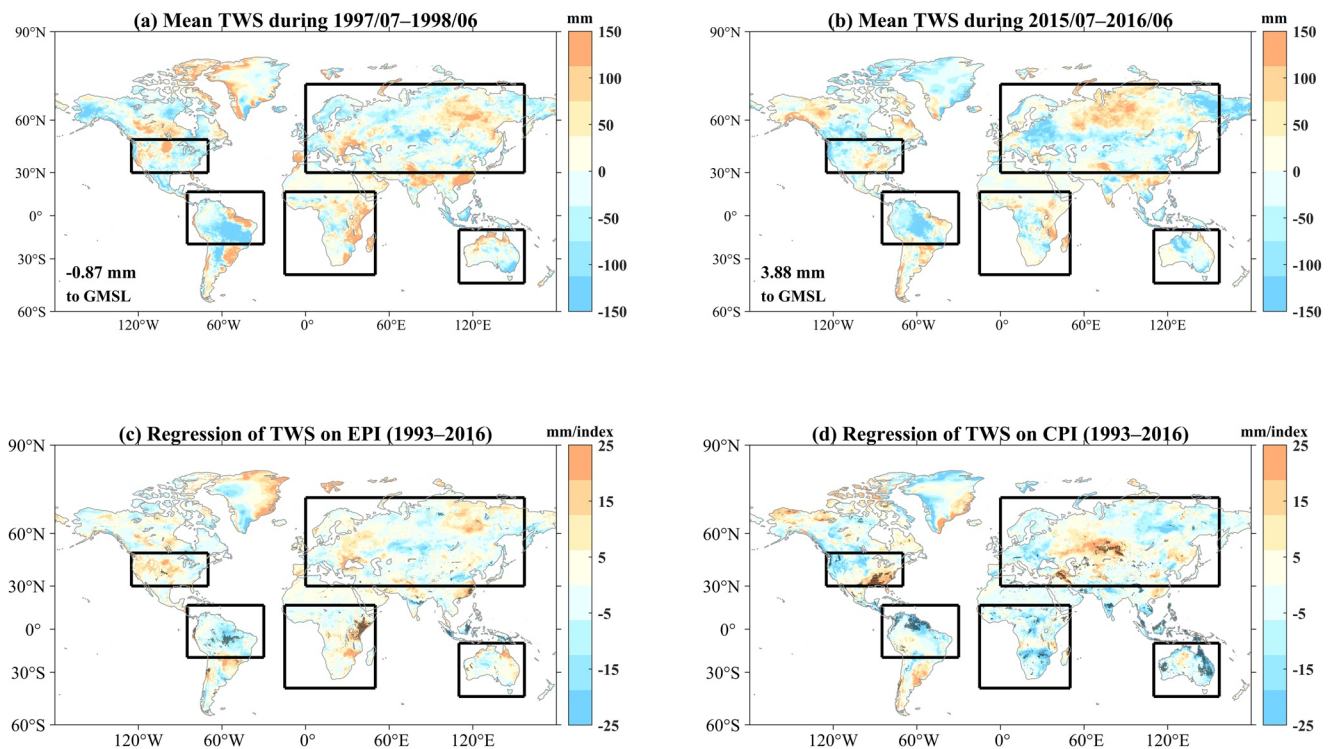 (a) Mean TWS during 1997/07–1998/06
mm
90°N
60°N
30°N
0°
30°S
60°S
120°W
60°W
0°
60°E
120°E
150
100
50
0
-50
-100
-150
-0.87 mm
to GMSL
(b) Mean TWS during 2015/07–2016/06
mm
90°N
60°N
30°N
0°
30°S
60°S
120°W
60°W
0°
60°E
120°E
150
100
50
0
-50
-100
-150
3.88 mm
to GMSL
(c) Regression of TWS on EPI (1993–2016)
mm/index
90°N
60°N
30°N
0°
30°S
60°S
120°W
60°W
0°
60°E
120°E
25
15
5
-5
-15
-25
(d) Regression of TWS on CPI (1993–2016)
mm/index
90°N
60°N
30°N
0°
30°S
60°S
120°W
60°W
0°
60°E
120°E
25
15
5
-5
-15
-25